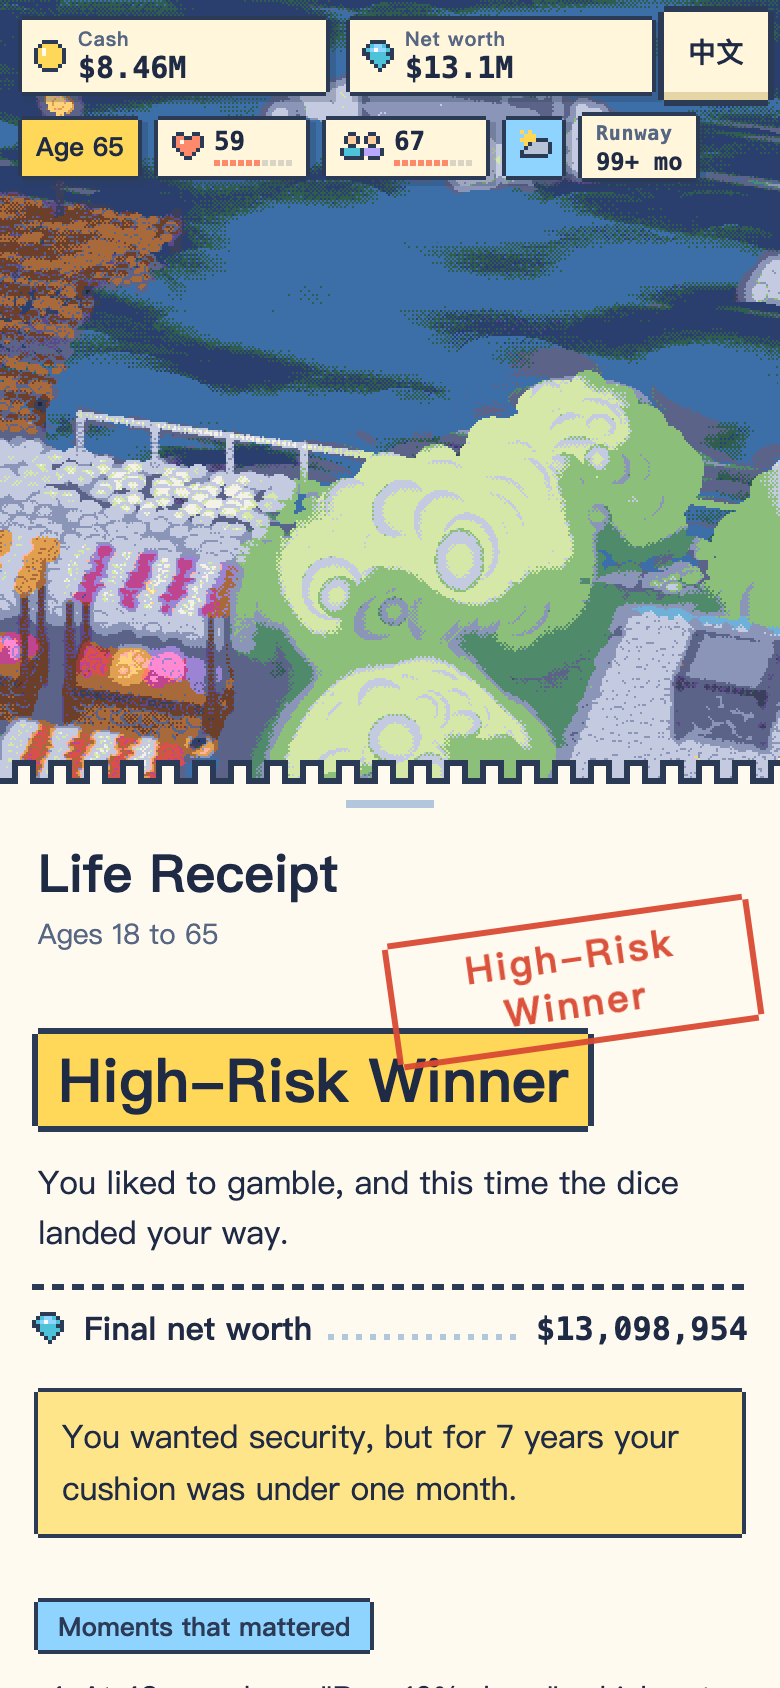 Cash
$8.46M
Net worth
$13.1M
中文
Age 65
59
67
Runway
99+ mo
Life Receipt
Ages 18 to 65
High-Risk
Winner
High-Risk Winner
You liked to gamble, and this time the dice
landed your way.
Final net worth
$13,098,954
You wanted security, but for 7 years your
cushion was under one month.
Moments that mattered